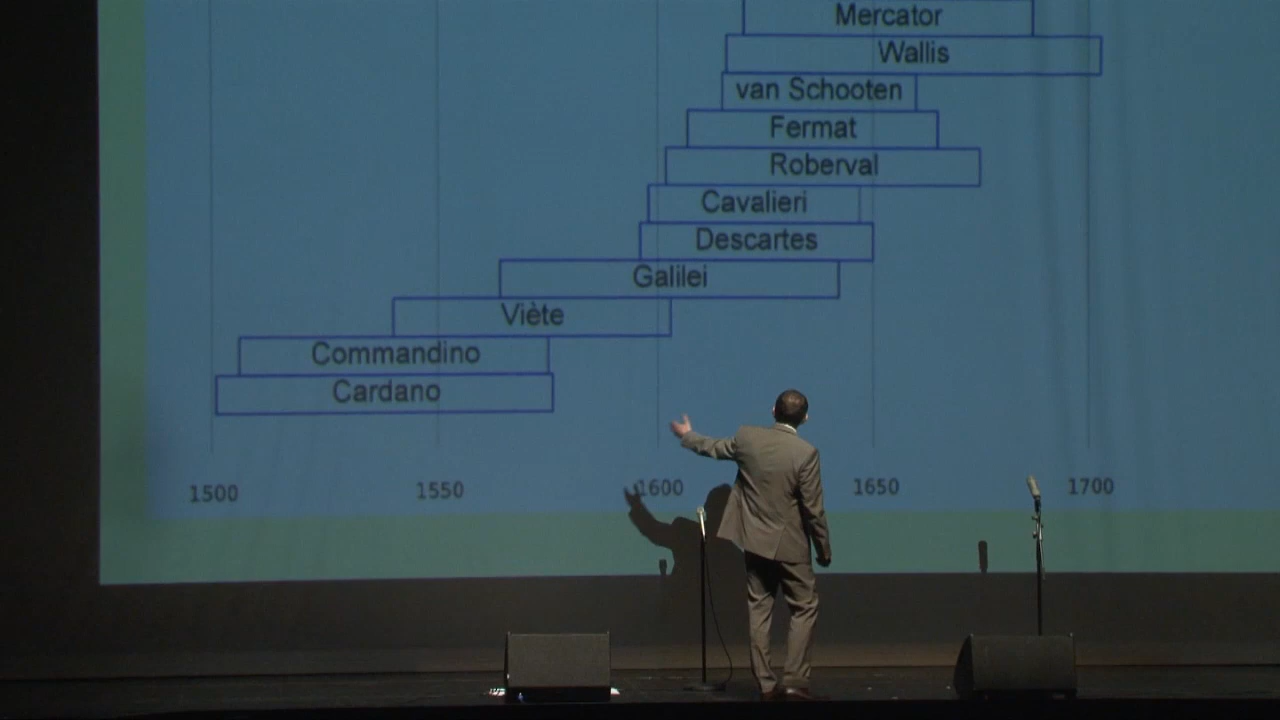 Mercator
Wallis
van Schooten
Fermat
Roberval
Cavalieri
Descartes
Galilei
Viète
Commandino
Cardano
1500 1550 1600 1650 1700